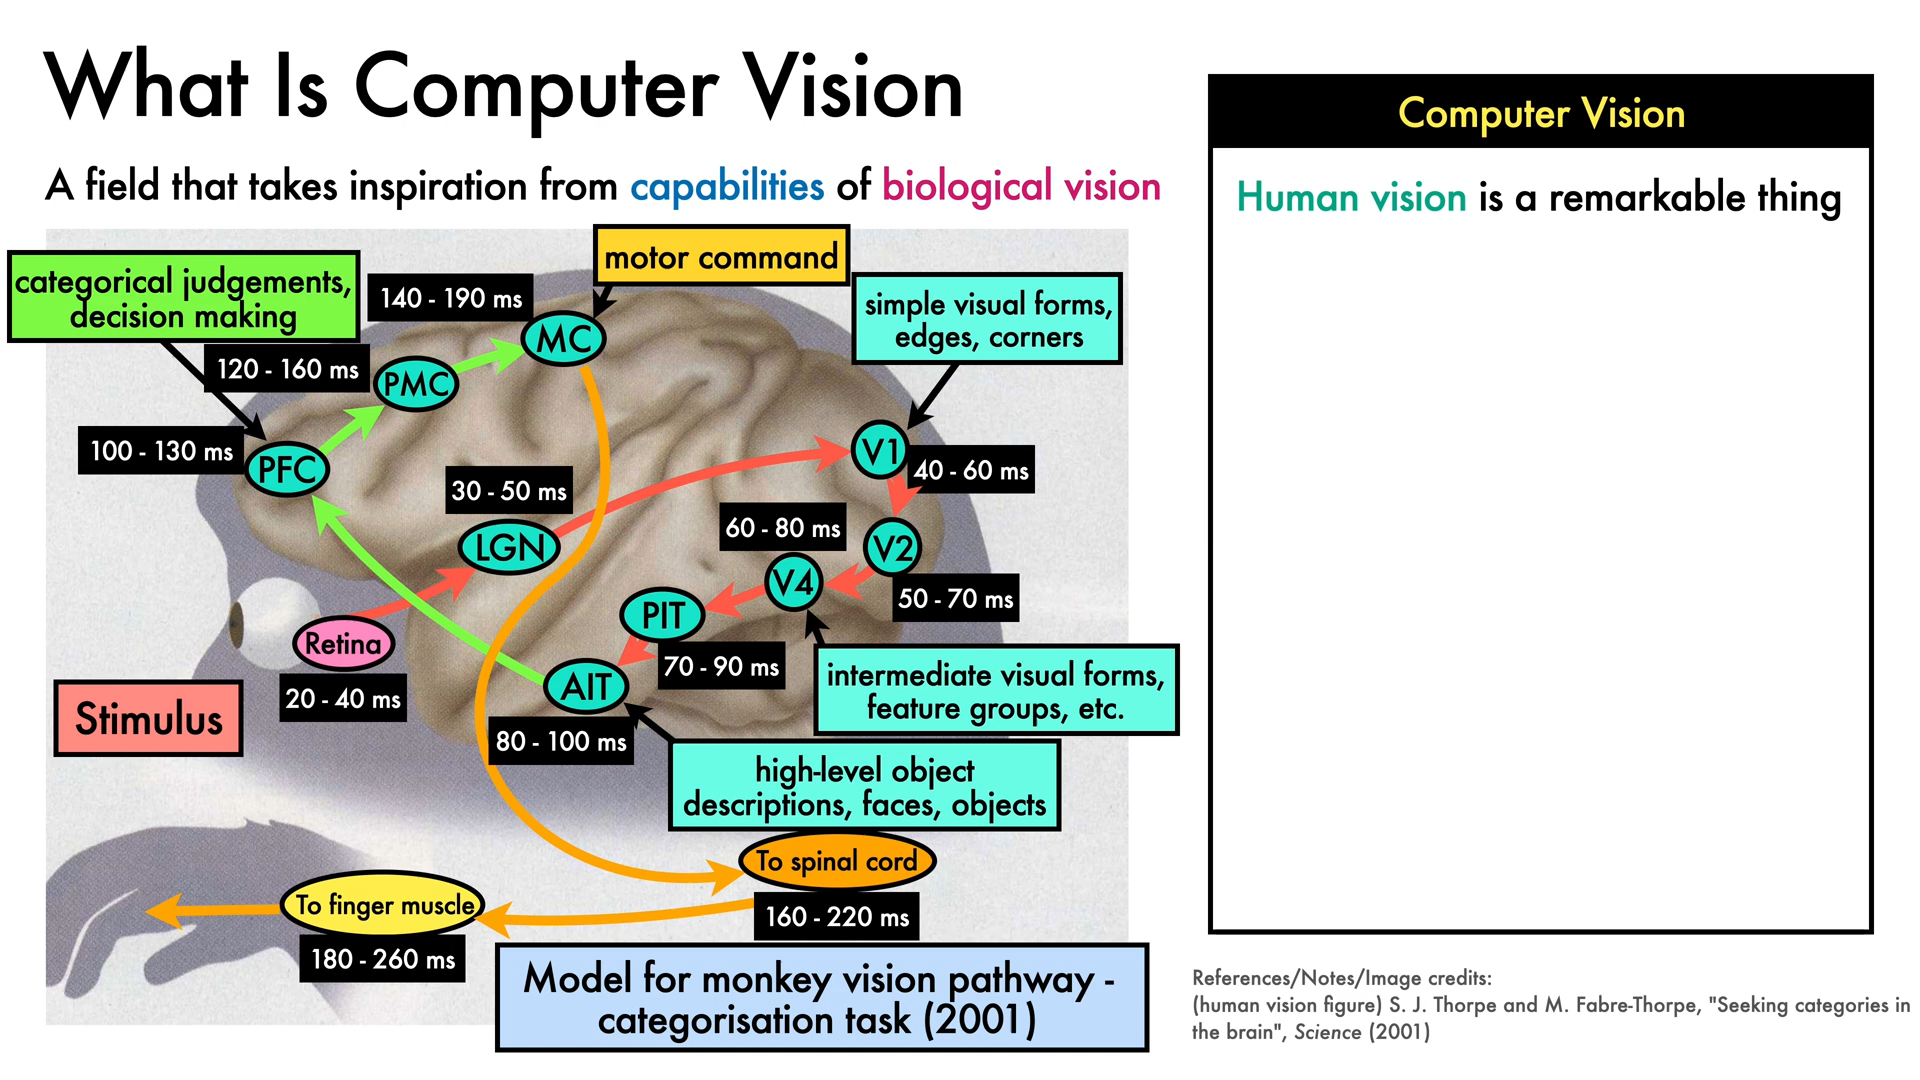 What Is Computer Vision
A field that takes inspiration from capabilities of biological vision
motor command
categorical judgements,
decision making
140 - 190 ms
simple visual forms,
edges, corners
MC
120 - 160 ms
PMC
100 - 130 ms
PFC
V1
40 - 60 ms
30 - 50 ms
60 - 80 ms
LGN
V2
V4
50 - 70 ms
PIT
Retina
70 - 90 ms
intermediate visual forms,
feature groups, etc.
AIT
20 - 40 ms
Stimulus
80 - 100 ms
high-level object
descriptions, faces, objects
To spinal cord
160 - 220 ms
To finger muscle
180 - 260 ms
Model for monkey vision pathway -
categorisation task (2001)
Computer Vision
Human vision is a remarkable thing
References/Notes/Image credits:
(human vision figure) S. J. Thorpe and M. Fabre-Thorpe, "Seeking categories in
the brain", Science (2001)